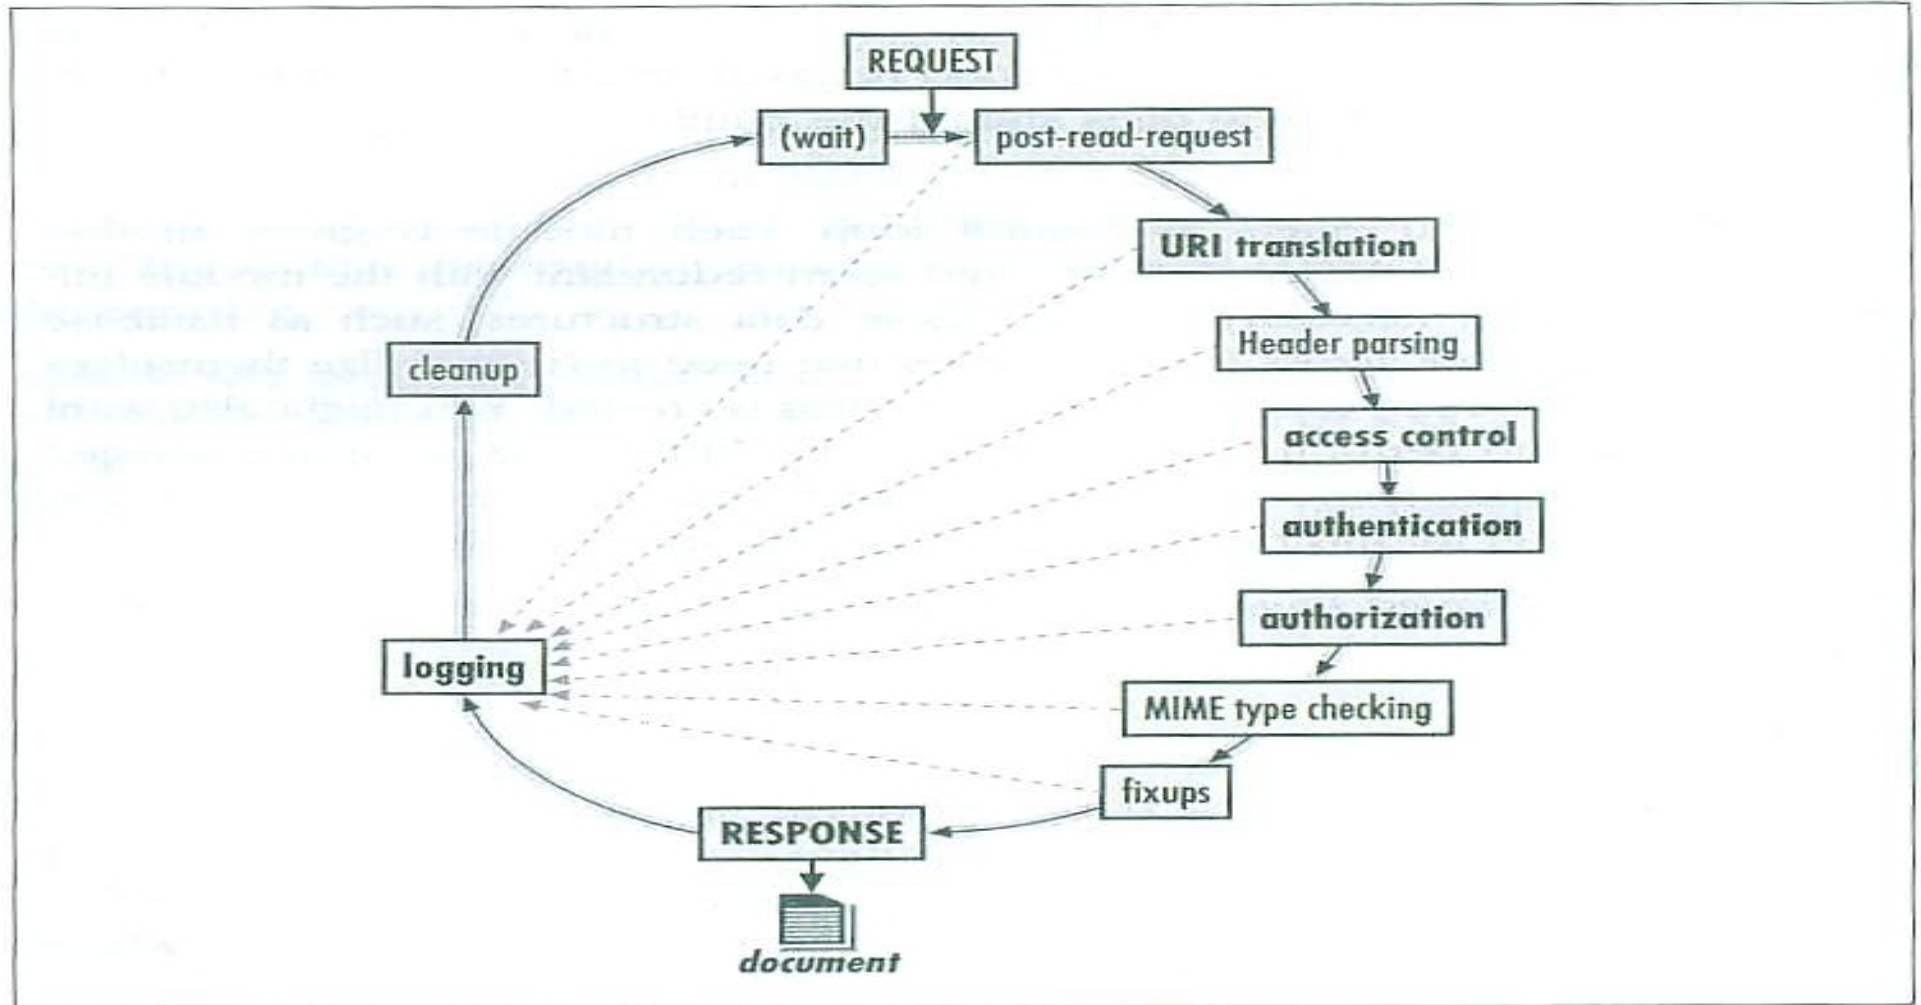 REQUEST
(wait)
post-read-request
URI translation
Header parsing
cleanup
access control
authentication
authorization
logging
MIME type checking
fixups
RESPONSE
document